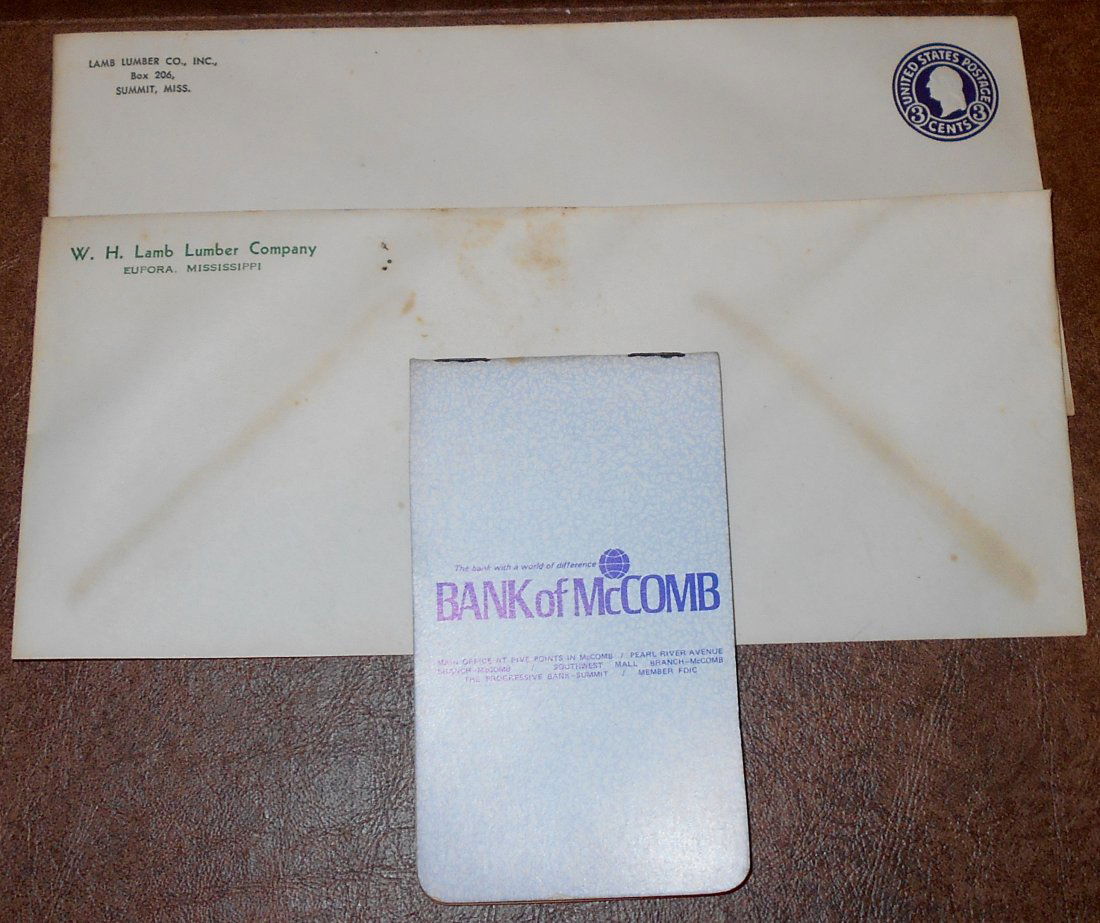 LAMB LUMBER CO., INC.,
Box 206,
SUMMIT, MISS.
UNITED STATES POSTAGE
3 CENTS 3
W. H. Lamb Lumber Company
EUPORA, MISSISSIPPI
The bank with a world of difference
BANK of McCOMB
MAIN OFFICE AT FIVE POINTS IN McCOMB / PEARL RIVER AVENUE
BRANCH-McCOMB / SOUTHWEST MALL BRANCH-McCOMB
THE PROGRESSIVE BANK-SUMMIT / MEMBER FDIC